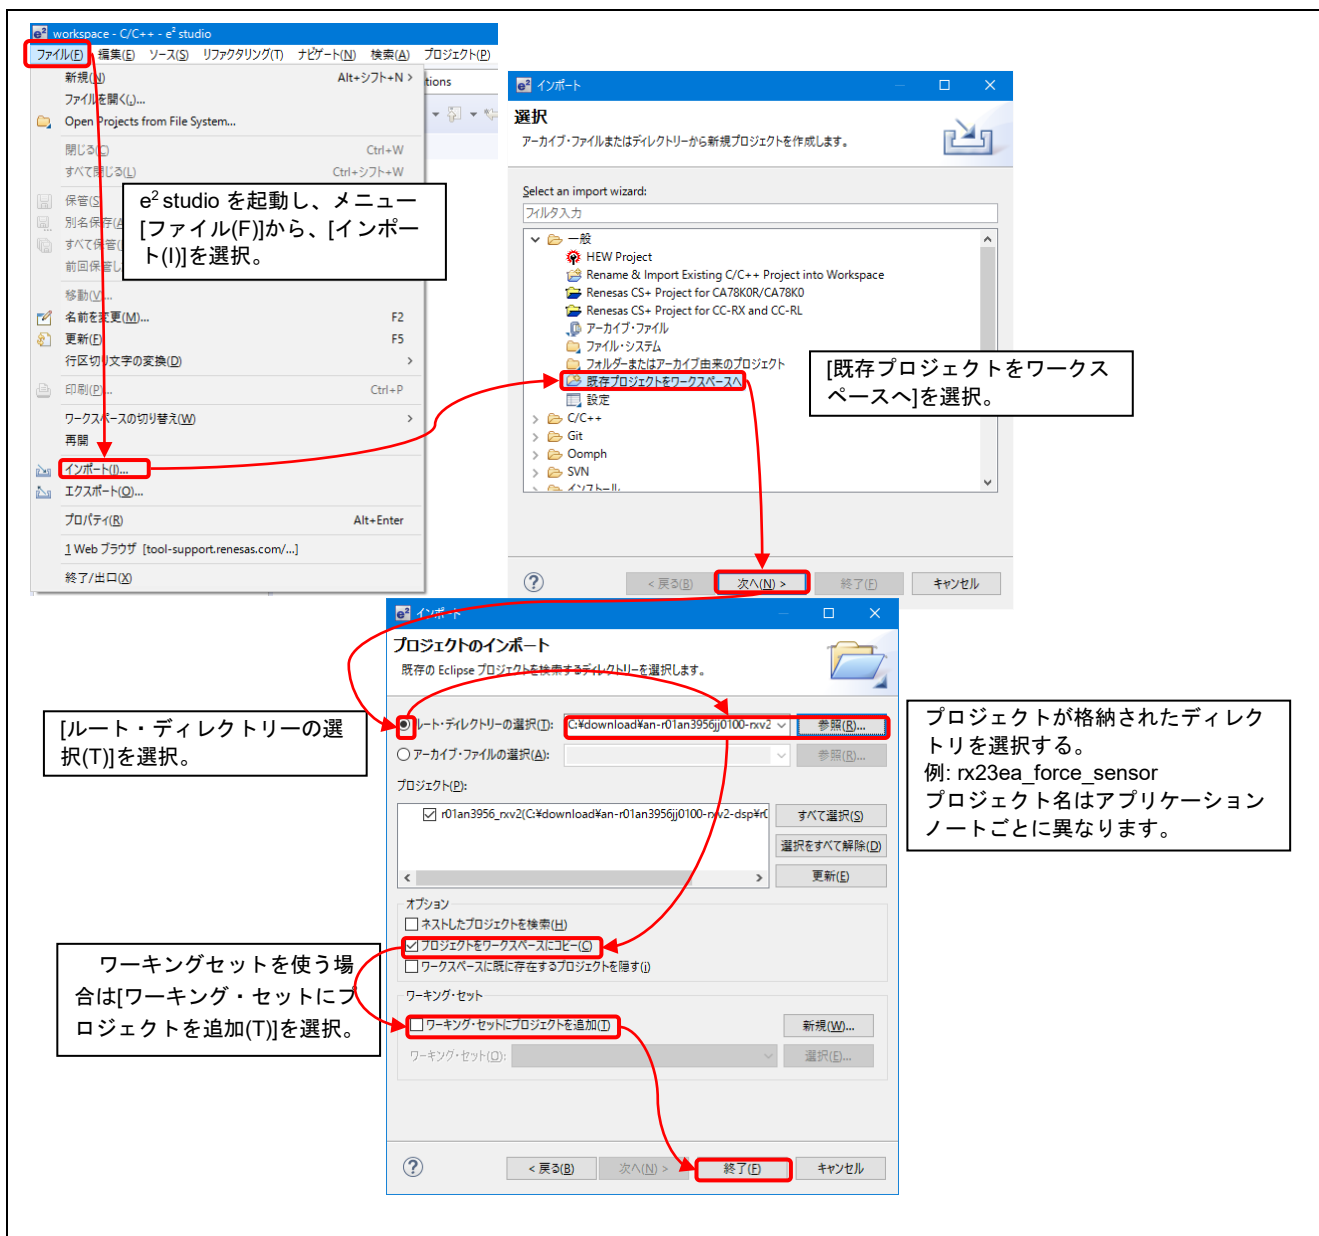 workspace - C/C++ - e² studio
ファイル(F) 編集(E) ソース(S) リファクタリング(T) ナビゲート(N) 検索(A) プロジェクト(P)
新規(N) Alt+シフト+N >
ファイルを開く(.)...
Open Projects from File System...
閉じる(C) Ctrl+W
すべて閉じる(L) Ctrl+シフト+W
保管(S)
別名保存(A)
すべて保管(
前回保管し
移動(V)...
名前を変更(M)... F2
更新(F) F5
行区切り文字の変換(D) >
印刷(P)... Ctrl+P
ワークスペースの切り替え(W) >
再開
インポート(I)...
エクスポート(O)...
プロパティ(R) Alt+Enter
1 Web ブラウザ [tool-support.renesas.com/...]
終了/出口(X)
tions
e² studio を起動し、メニュー
[ファイル(F)]から、[インポー
ト(I)]を選択。
インポート
選択
アーカイブ・ファイルまたはディレクトリーから新規プロジェクトを作成します。
Select an import wizard:
フィルタ入力
一般
HEW Project
Rename & Import Existing C/C++ Project into Workspace
Renesas CS+ Project for CA78K0R/CA78K0
Renesas CS+ Project for CC-RX and CC-RL
アーカイブ・ファイル
ファイル・システム
フォルダーまたはアーカイブ由来のプロジェクト
既存プロジェクトをワークスペースへ
設定
C/C++
Git
Oomph
SVN
インストール
< 戻る(B) 次へ(N) > 終了(F) キャンセル
[既存プロジェクトをワークス
ペースへ]を選択。
インポート
プロジェクトのインポート
既存の Eclipse プロジェクトを検索するディレクトリーを選択します。
ルート・ディレクトリーの選択(T): C:¥download¥an-r01an3956jj0100-rxv2 参照(R)...
アーカイブ・ファイルの選択(A): 参照(R)...
プロジェクト(P):
r01an3956_rxv2(C:¥download¥an-r01an3956jj0100-rxv2-dsp¥r0
すべて選択(S)
選択をすべて解除(D)
更新(E)
オプション
ネストしたプロジェクトを検索(H)
プロジェクトをワークスペースにコピー(C)
ワークスペースに既に存在するプロジェクトを隠す(i)
ワーキング・セット
ワーキング・セットにプロジェクトを追加(T) 新規(W)...
ワーキング・セット(O): 選択(E)...
< 戻る(B) 次へ(N) > 終了(F) キャンセル
[ルート・ディレクトリーの選
択(T)]を選択。
プロジェクトが格納されたディレク
トリを選択する。
例: rx23ea_force_sensor
プロジェクト名はアプリケーション
ノートごとに異なります。
ワーキングセットを使う場
合は[ワーキング・セットにプ
ロジェクトを追加(T)]を選択。